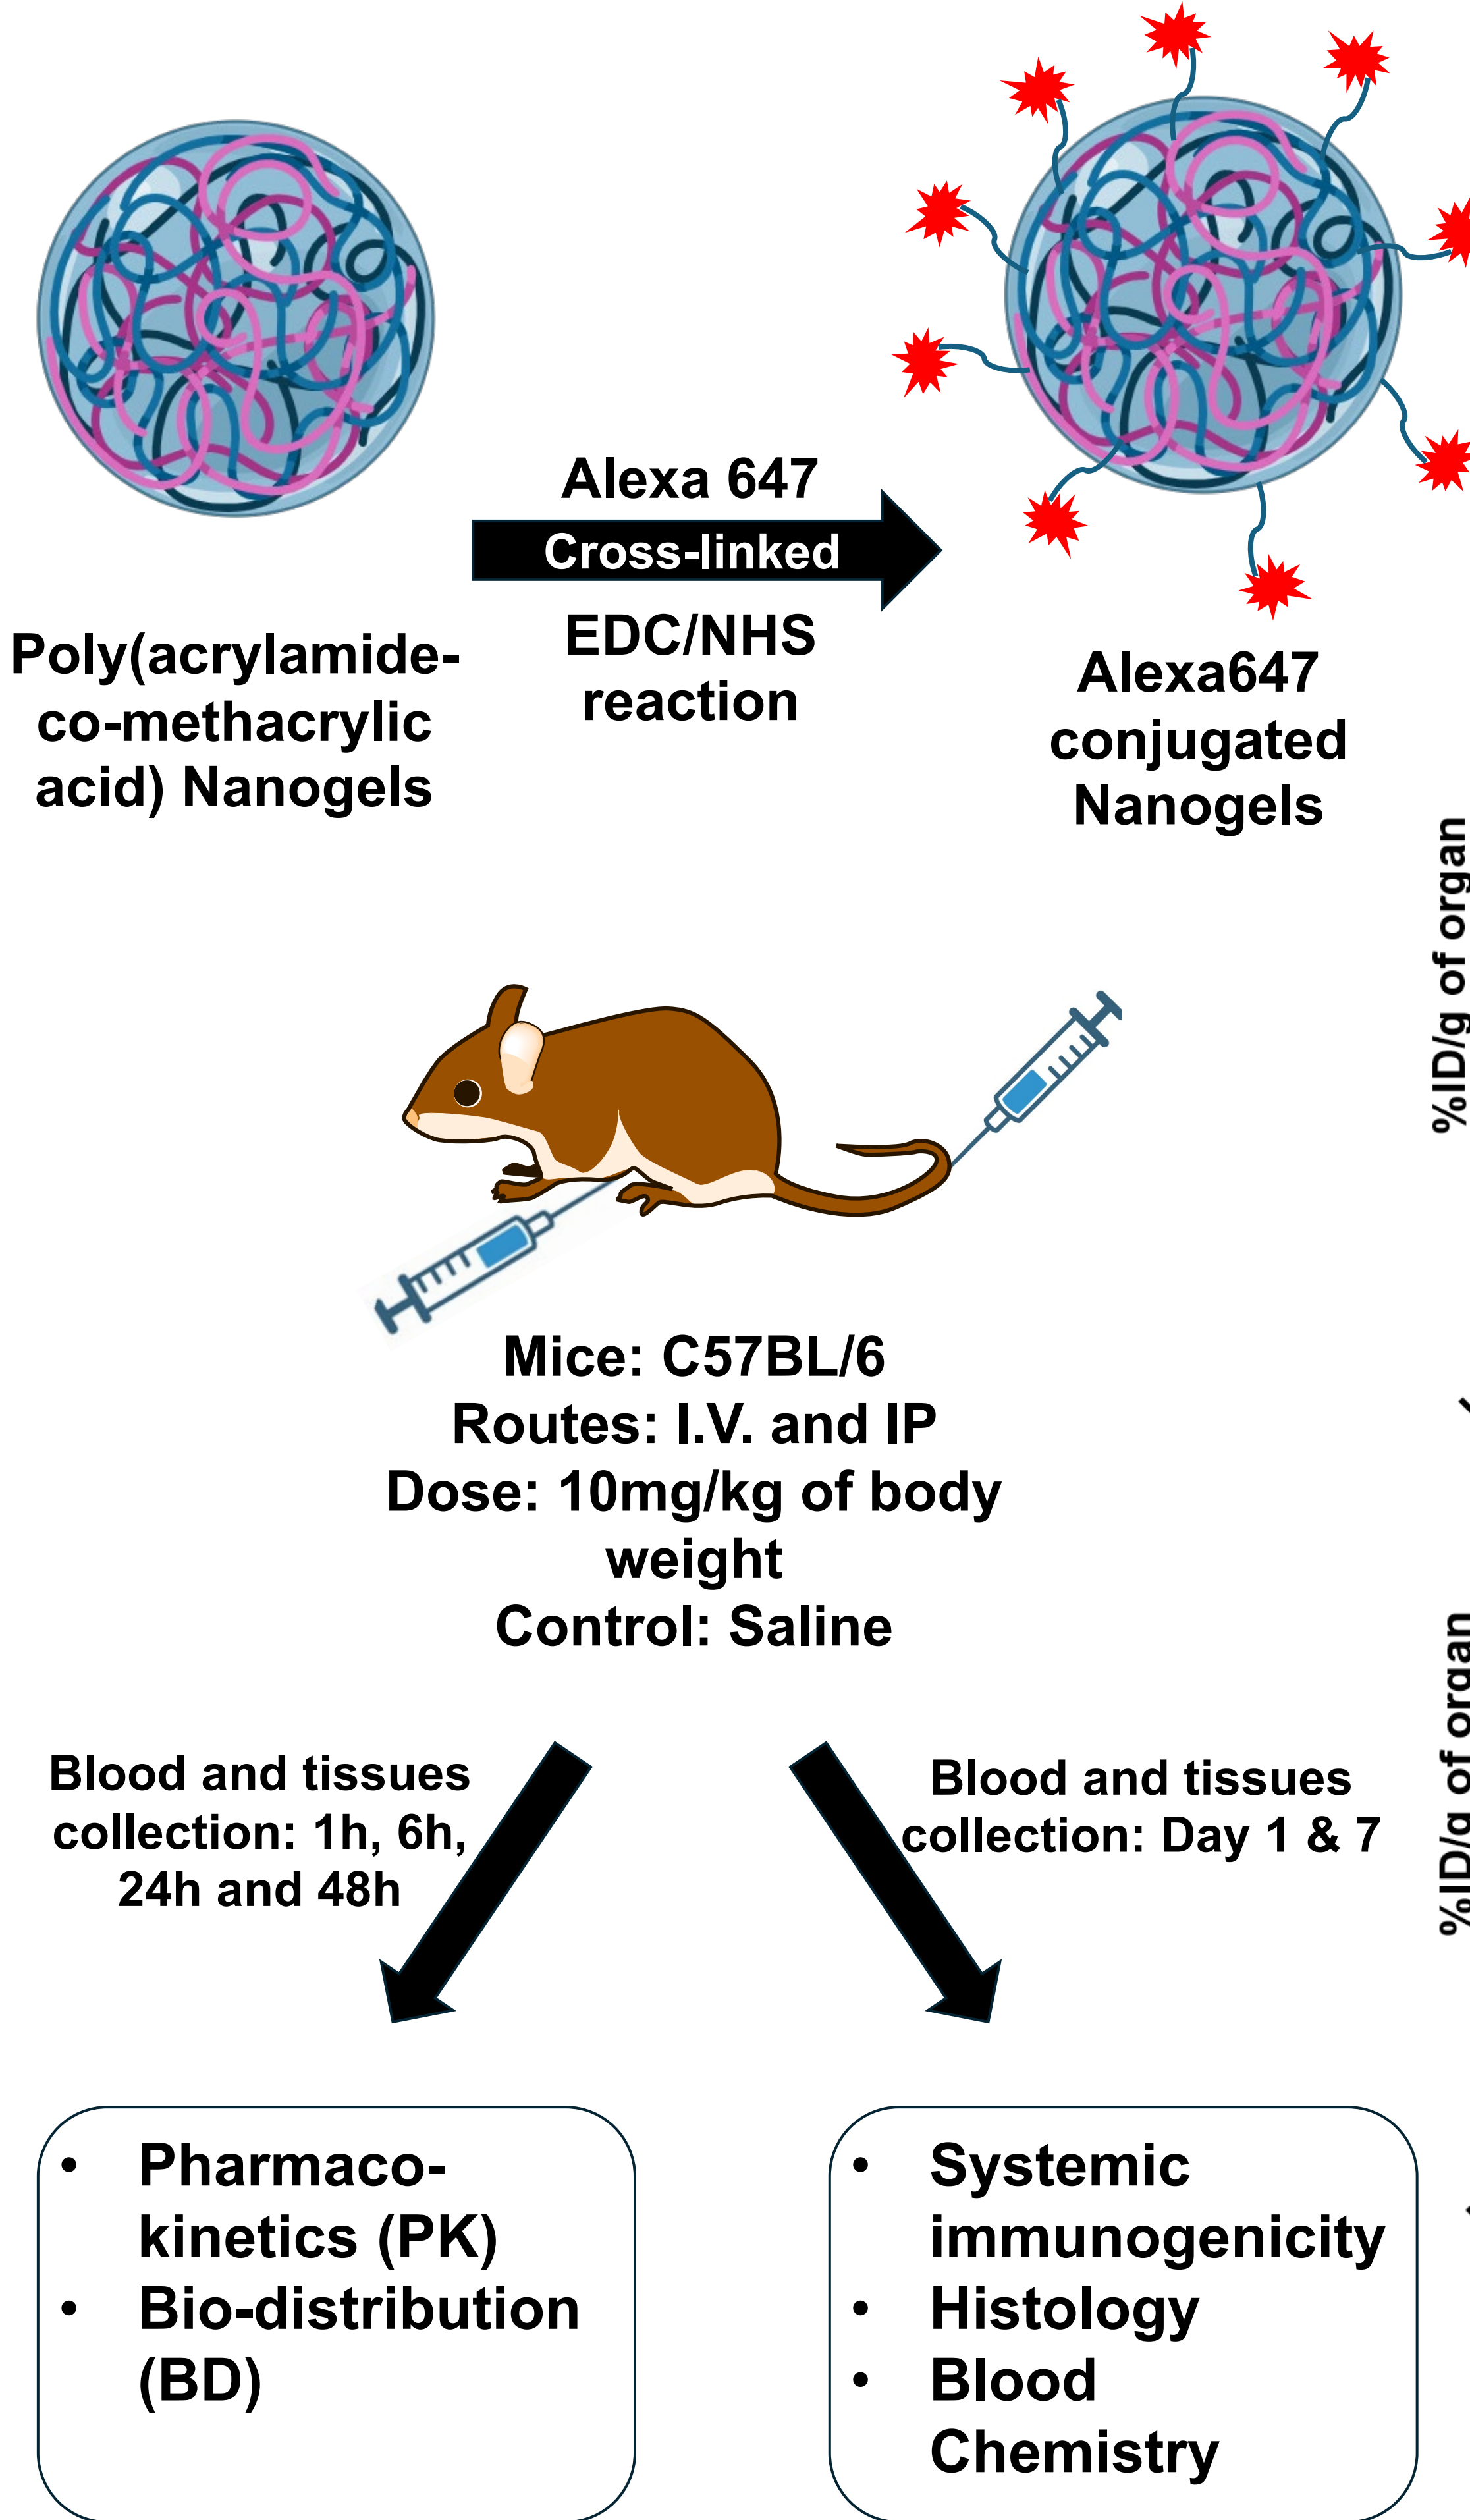 Alexa 647
Cross-linked
EDC/NHS
reaction
Poly(acrylamide-
co-methacrylic
acid) Nanogels
Alexa647
conjugated
Nanogels
%ID/g of organ
Mice: C57BL/6
Routes: I.V. and IP
Dose: 10mg/kg of body
weight
Control: Saline
%ID/g of organ
Blood and tissues
collection: 1h, 6h,
24h and 48h
Blood and tissues
collection: Day 1 & 7
• Pharmaco-
kinetics (PK)
• Bio-distribution
(BD)
• Systemic
immunogenicity
• Histology
• Blood
Chemistry